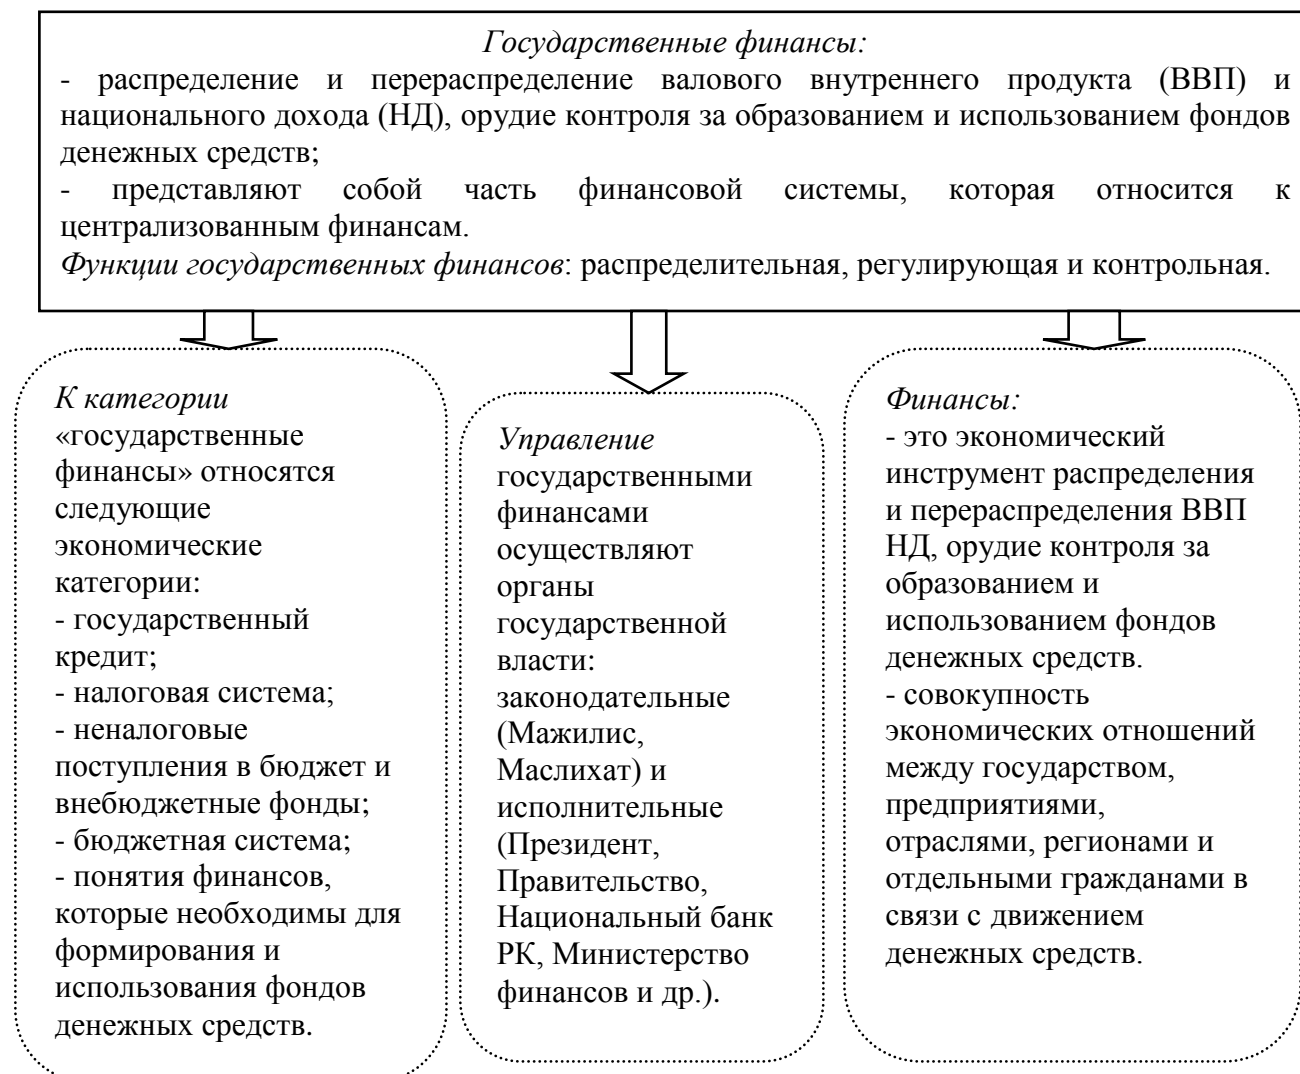 Государственные финансы:
- распределение и перераспределение валового внутреннего продукта (ВВП) и
национального дохода (НД), орудие контроля за образованием и использованием фондов
денежных средств;
- представляют собой часть финансовой системы, которая относится к
централизованным финансам.
Функции государственных финансов: распределительная, регулирующая и контрольная.
К категории
«государственные
финансы» относятся
следующие
экономические
категории:
- государственный
кредит;
- налоговая система;
- неналоговые
поступления в бюджет и
внебюджетные фонды;
- бюджетная система;
- понятия финансов,
которые необходимы для
формирования и
использования фондов
денежных средств.
Управление
государственными
финансами
осуществляют
органы
государственной
власти:
законодательные
(Мажилис,
Маслихат) и
исполнительные
(Президент,
Правительство,
Национальный банк
РК, Министерство
финансов и др.).
Финансы:
- это экономический
инструмент распределения
и перераспределения ВВП
НД, орудие контроля за
образованием и
использованием фондов
денежных средств.
- совокупность
экономических отношений
между государством,
предприятиями,
отраслями, регионами и
отдельными гражданами в
связи с движением
денежных средств.